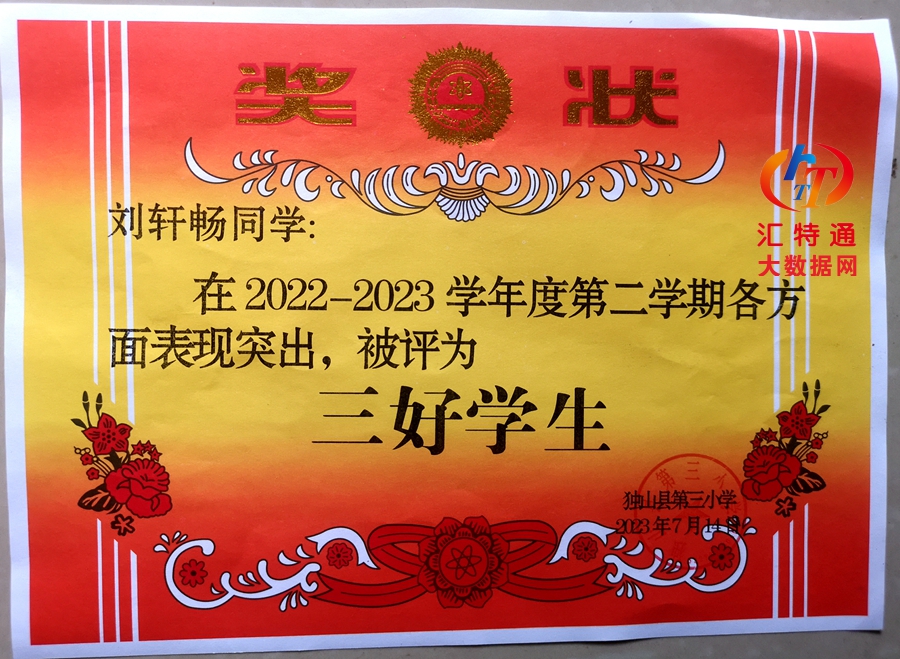 奖状
刘轩畅同学:
汇特通
大数据网
在2022-2023学年度第二学期各方
面表现突出，被评为
三好学生
第三小
独山县第三小学
2023年7月14日